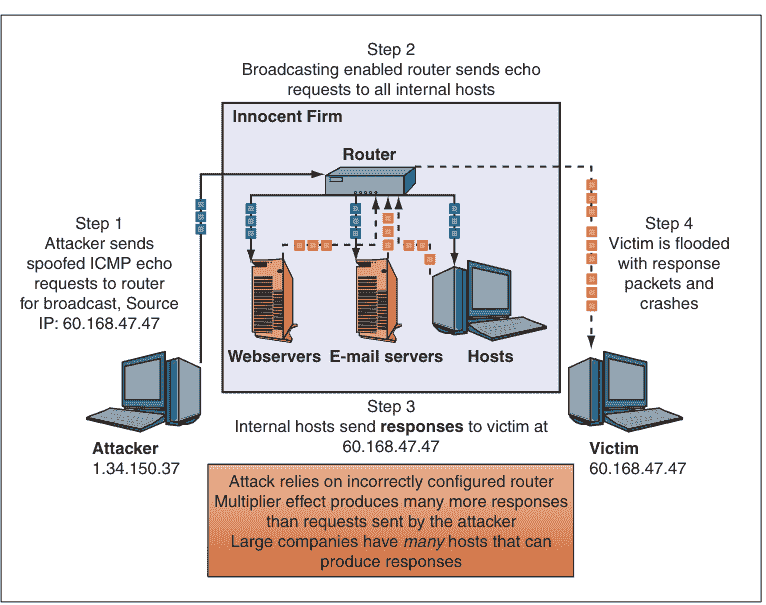 Step 2
Broadcasting enabled router sends echo
requests to all internal hosts
Innocent Firm
Router
Step 1
Attacker sends
spoofed ICMP echo
requests to router
for broadcast, Source
IP: 60.168.47.47
Step 4
Victim is flooded
with response
packets and
crashes
Webservers
E-mail servers
Hosts
Step 3
Internal hosts send responses to victim at
60.168.47.47
Attacker
1.34.150.37
Victim
60.168.47.47
Attack relies on incorrectly configured router
Multiplier effect produces many more responses
than requests sent by the attacker
Large companies have many hosts that can
produce responses